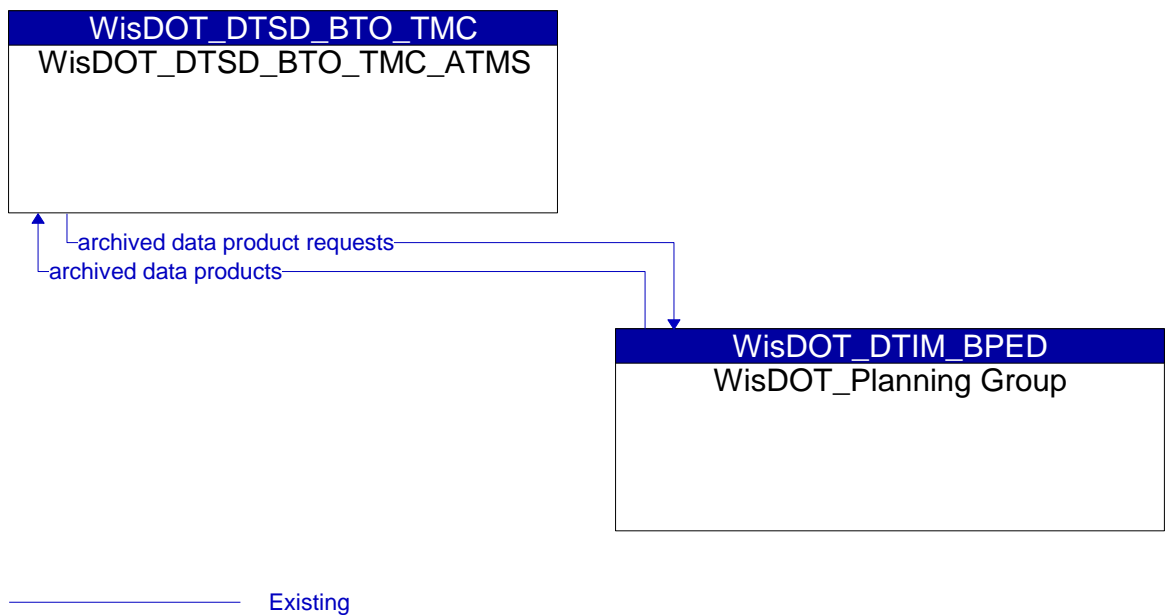 WisDOT_DTSD_BTO_TMC
WisDOT_DTSD_BTO_TMC_ATMS
archived data product requests
archived data products
WisDOT_DTIM_BPED
WisDOT_Planning Group
Existing